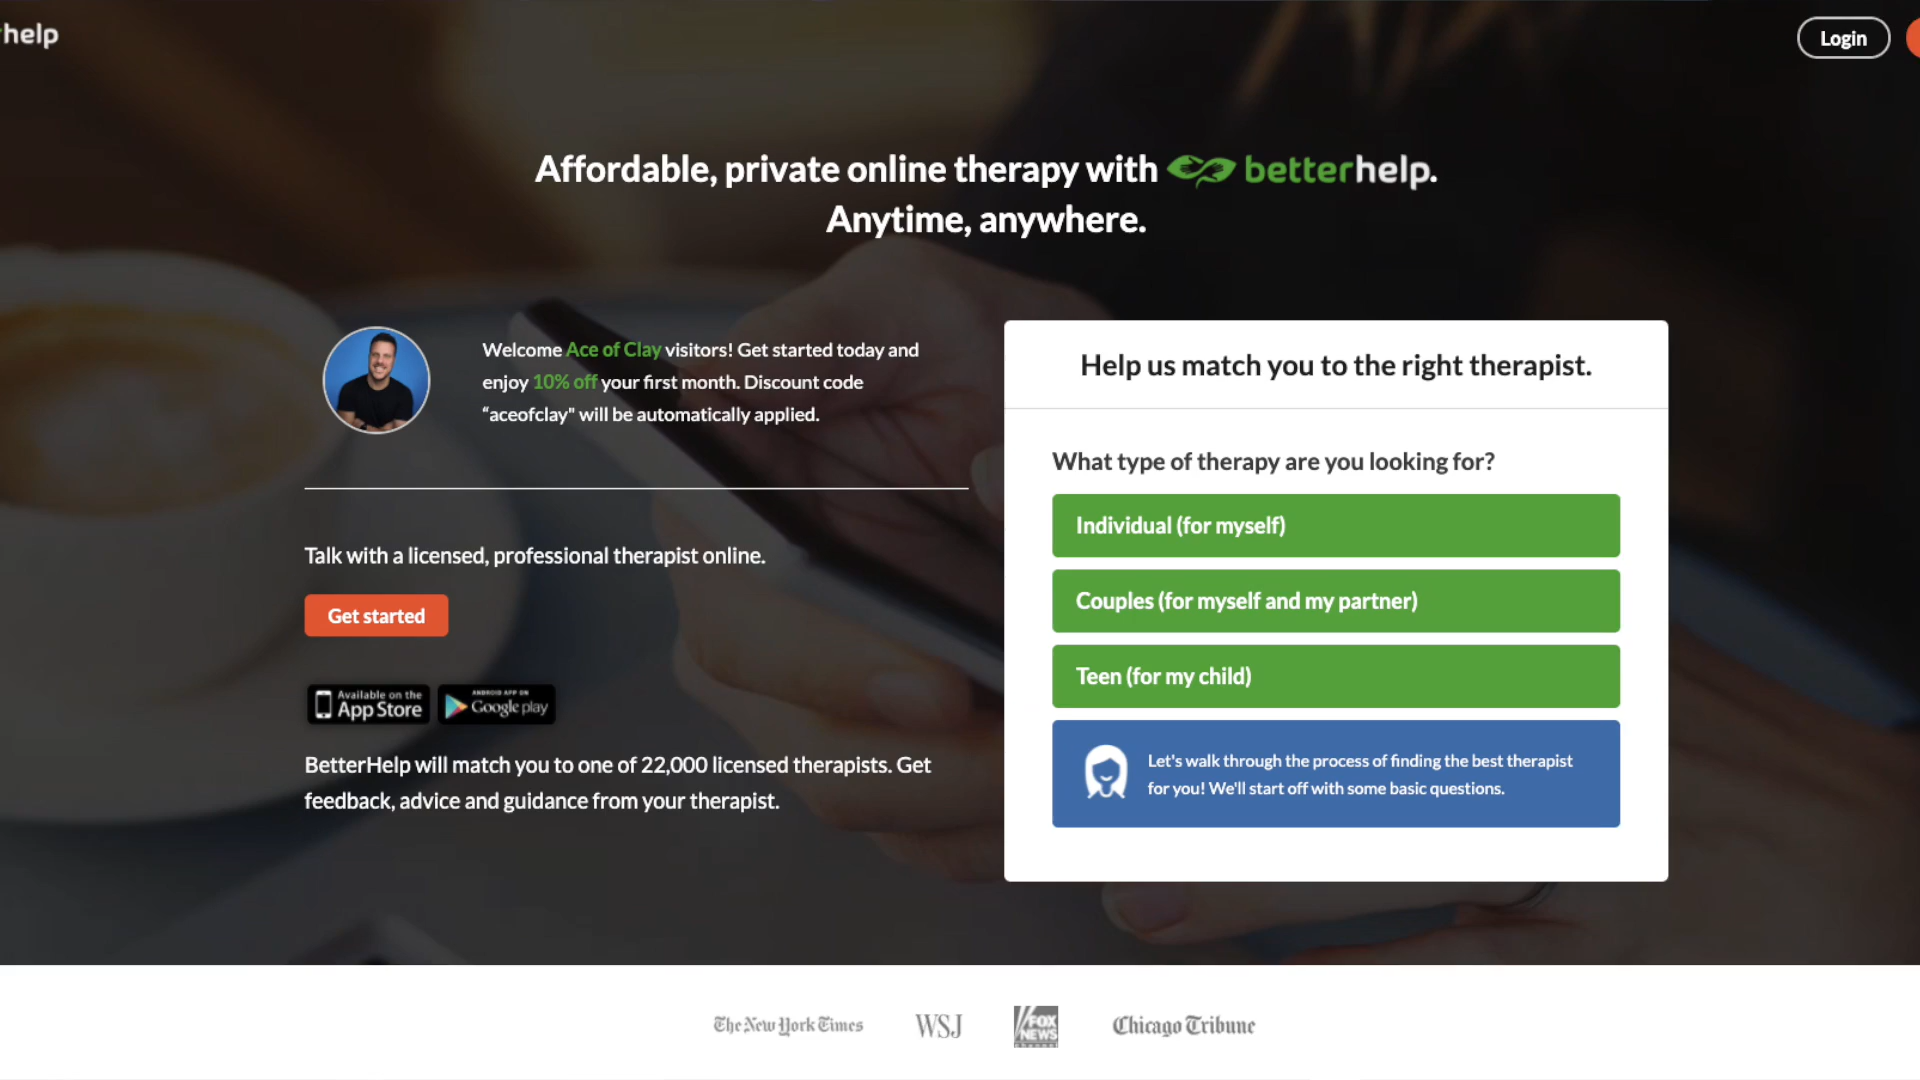 help
Login
Affordable, private online therapy with betterhelp.
Anytime, anywhere.
Welcome Ace of Clay visitors! Get started today and
enjoy 10% off your first month. Discount code
“aceofclay" will be automatically applied.
Talk with a licensed, professional therapist online.
Get started
Available on the
App Store
ANDROID APP ON
Google play
BetterHelp will match you to one of 22,000 licensed therapists. Get
feedback, advice and guidance from your therapist.
Help us match you to the right therapist.
What type of therapy are you looking for?
Individual (for myself)
Couples (for myself and my partner)
Teen (for my child)
Let's walk through the process of finding the best therapist
for you! We'll start off with some basic questions.
The New York Times
WSJ
FOX
NEWS
channel
Chicago Tribune